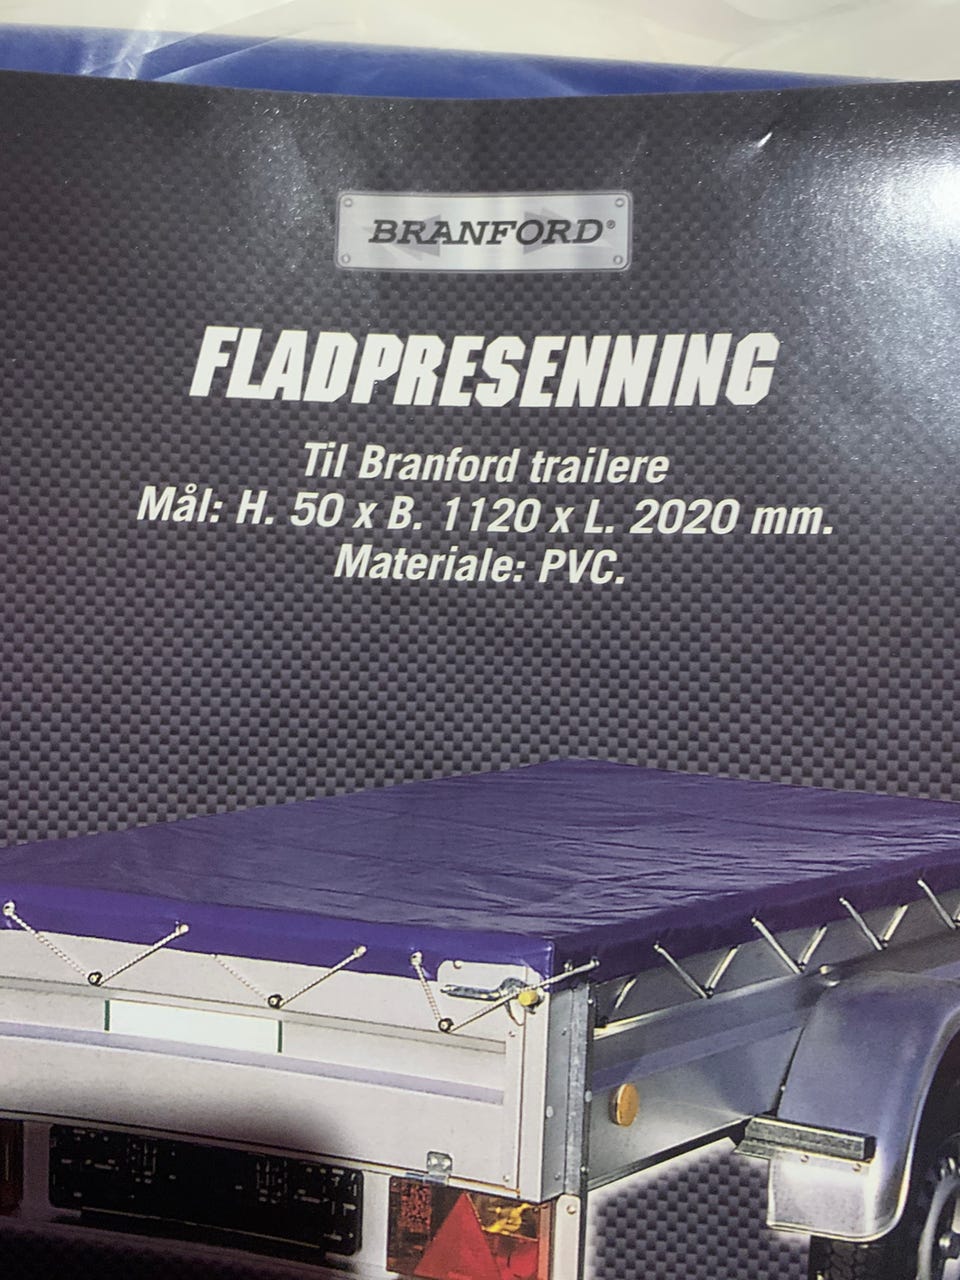 BRANFORD®
FLADPRESENNING
Til Branford trailere
Mål: H. 50 x B. 1120 x L. 2020 mm.
Materiale: PVC.